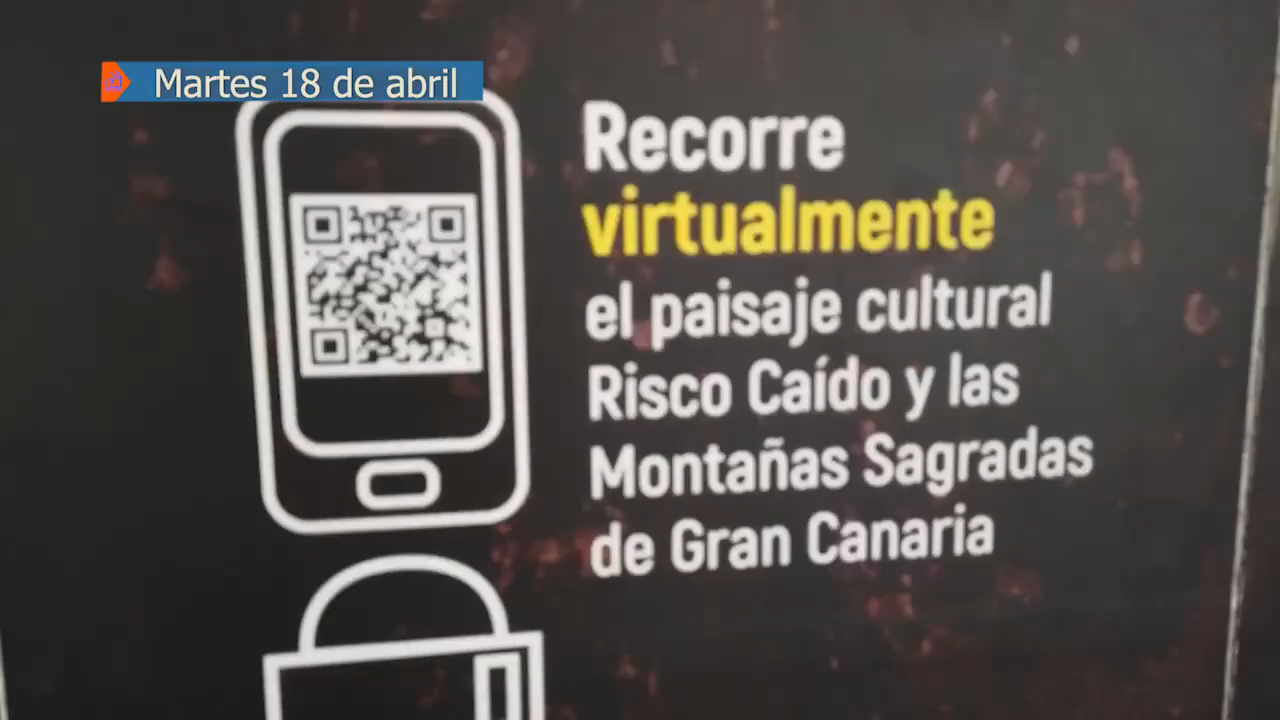 Martes 18 de abril
Recorre
virtualmente
el paisaje cultural
Risco Caído y las
Montañas Sagradas
de Gran Canaria